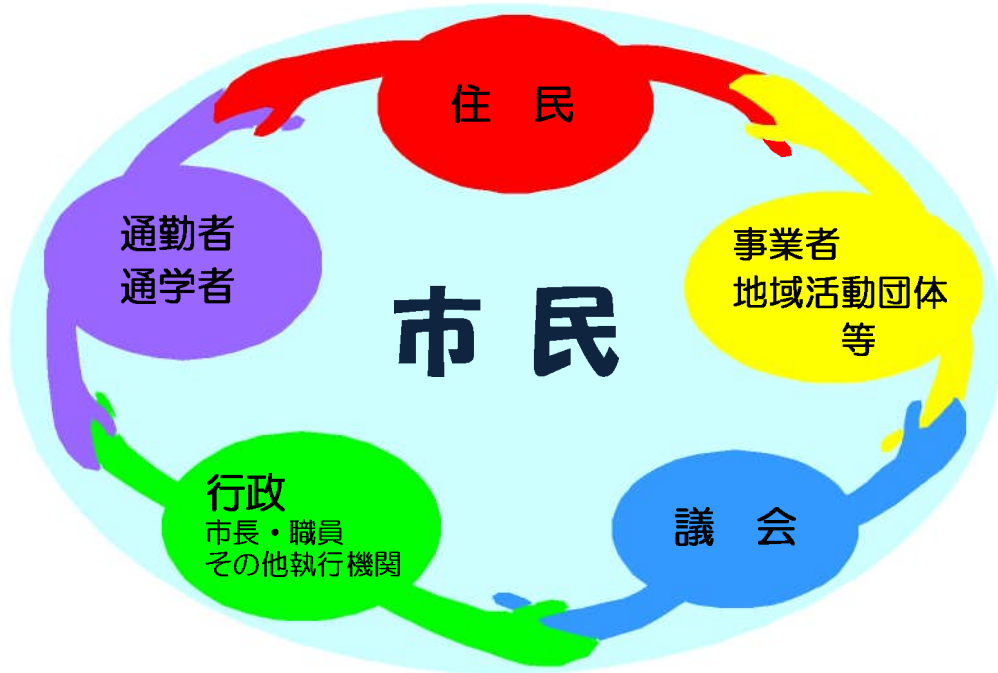 住　民
通勤者
通学者
事業者
地域活動団体
等
市 民
行政
市長・職員
その他執行機関
議　会